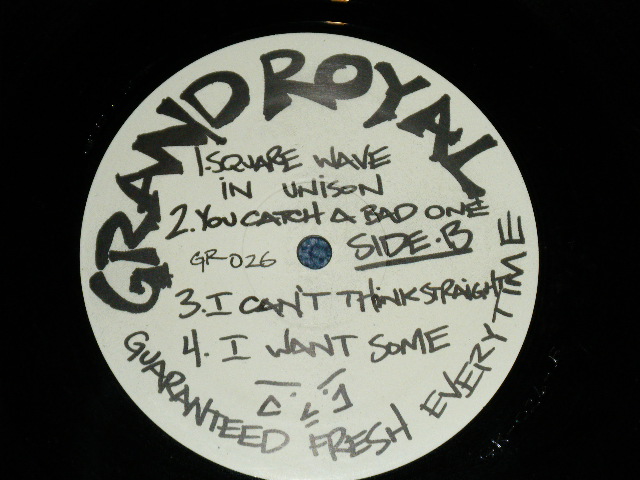 GRAND ROYAL
1. SQUARE WAVE
IN UNISON
2. YOU CATCH A BAD ONE
GR-026
SIDE·B
3. I CAN'T THINK STRAIGHT
4. I WANT SOME
GUARANTEED FRESH EVERYTIME